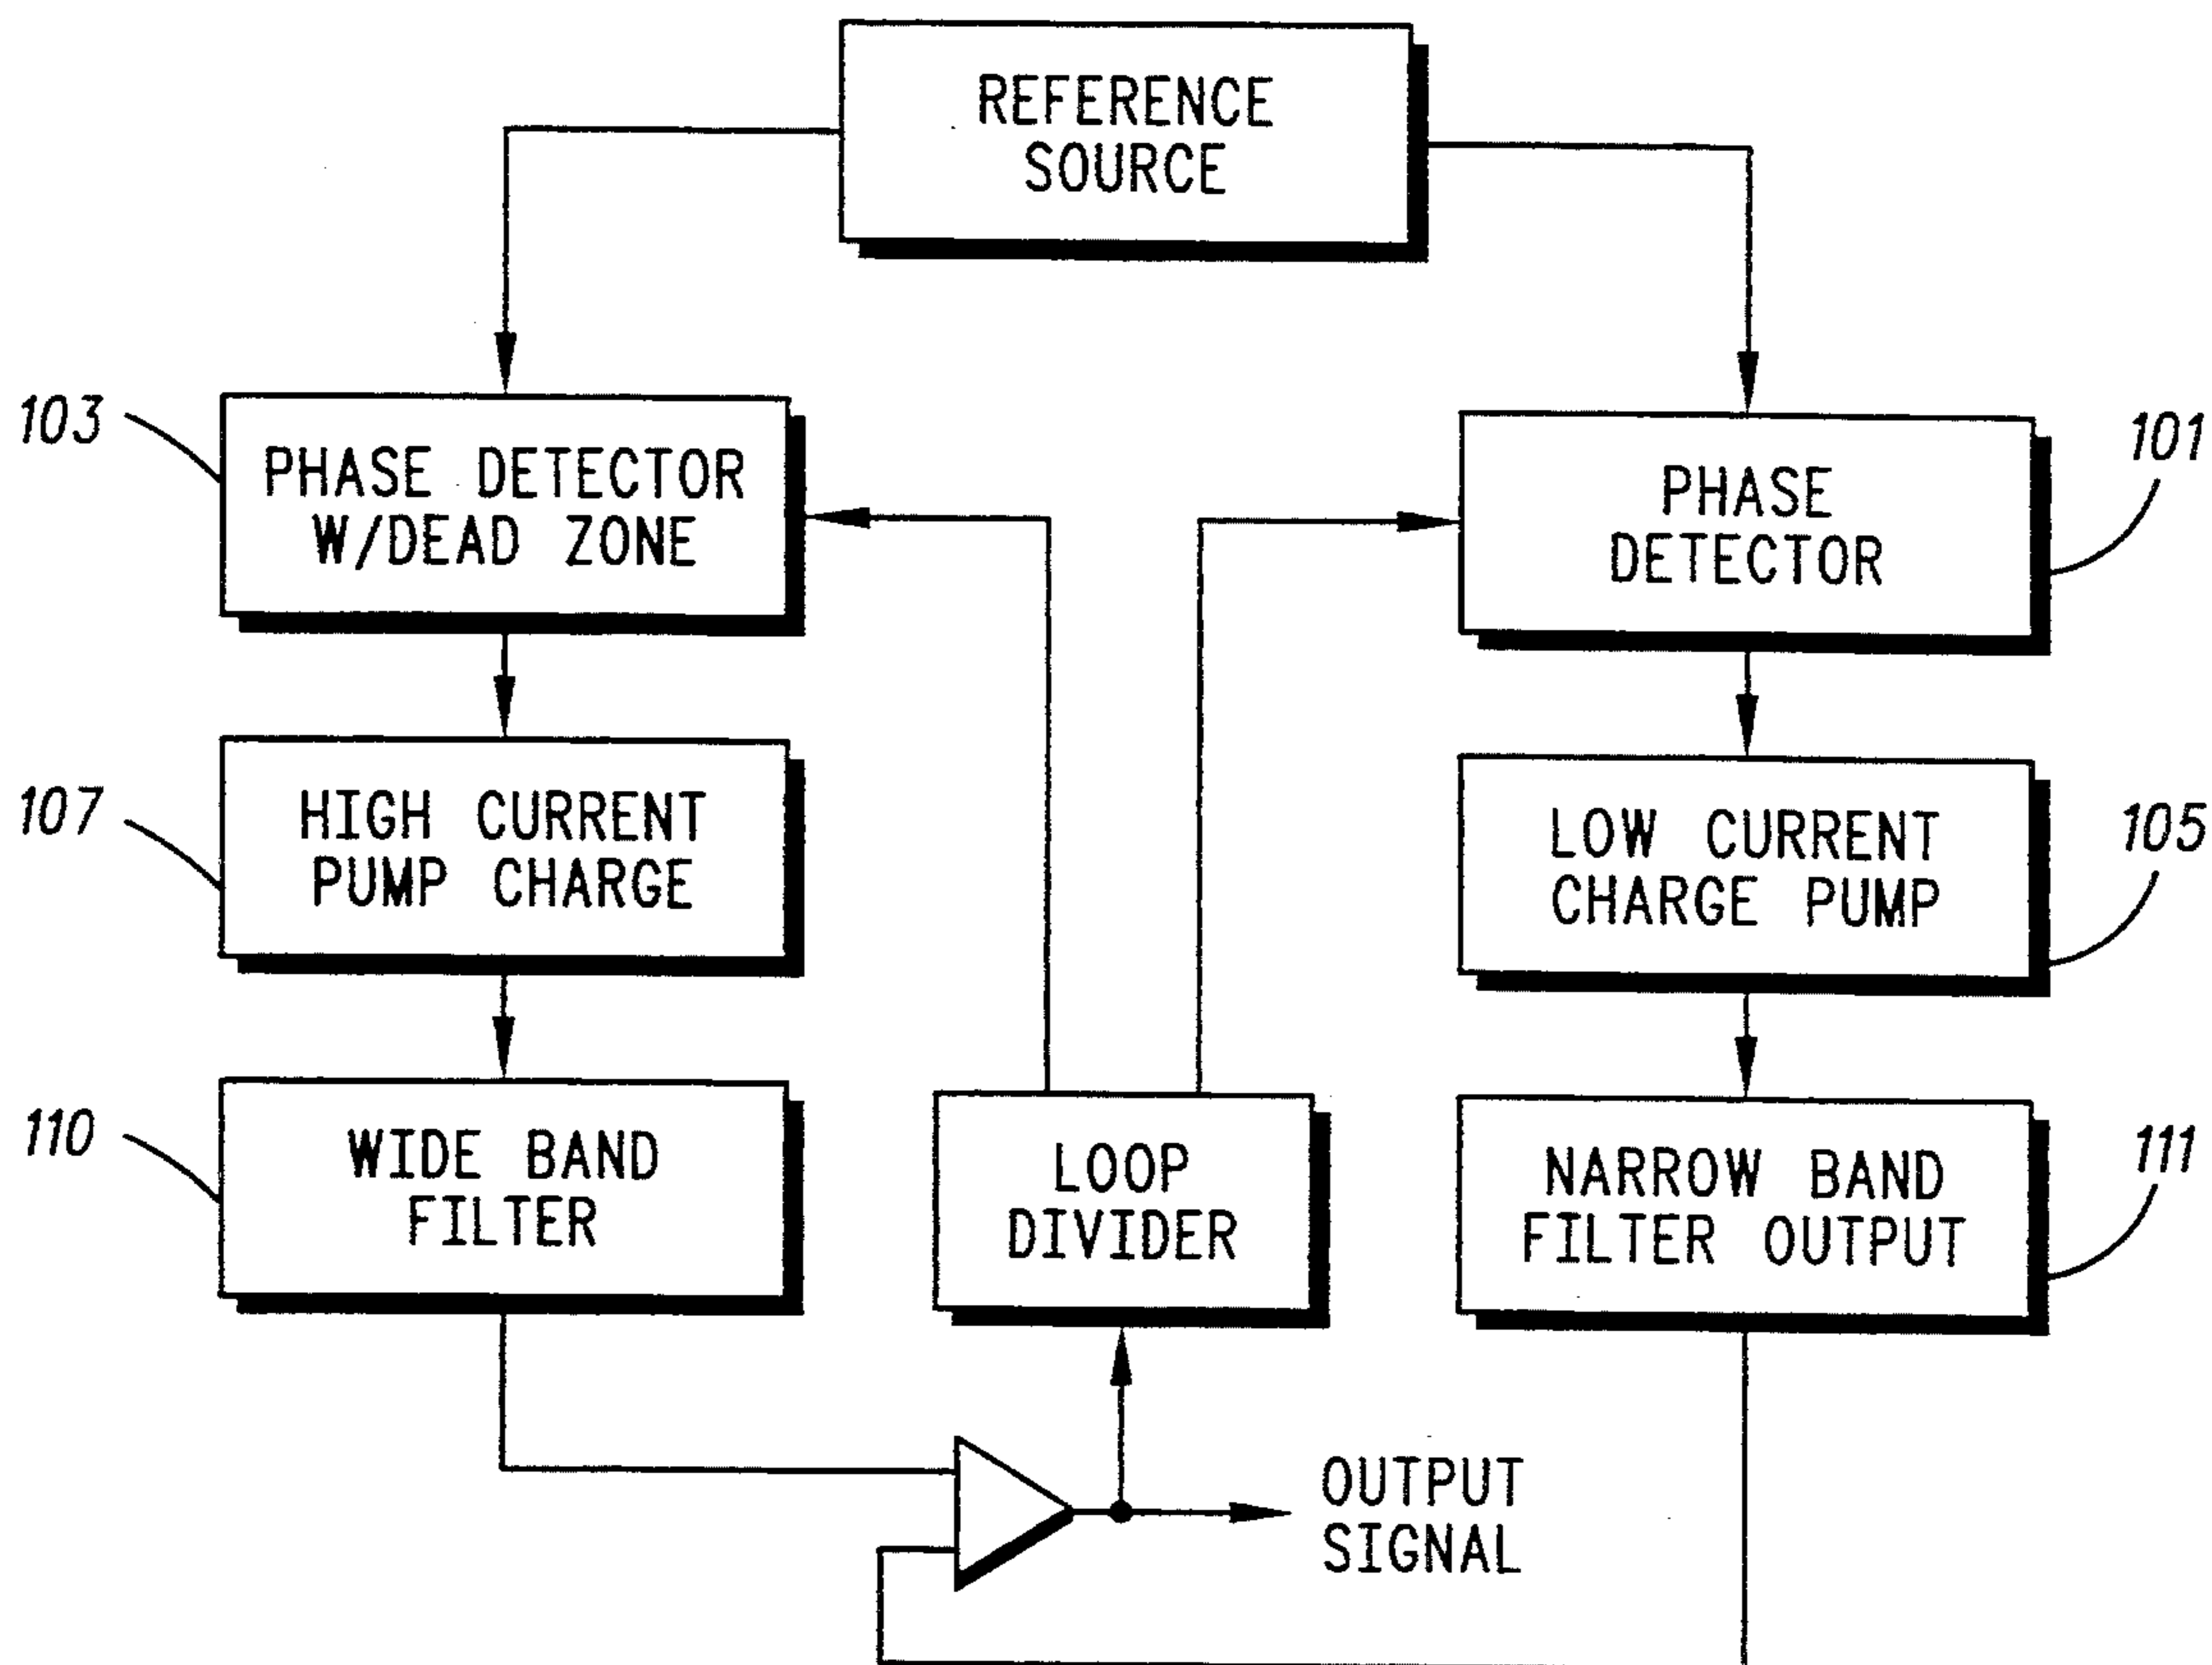 REFERENCE
SOURCE
103
PHASE DETECTOR
W/DEAD ZONE
PHASE
DETECTOR
101
107
HIGH CURRENT
PUMP CHARGE
LOW CURRENT
CHARGE PUMP
105
110
WIDE BAND
FILTER
LOOP
DIVIDER
NARROW BAND
FILTER OUTPUT
111
OUTPUT
SIGNAL